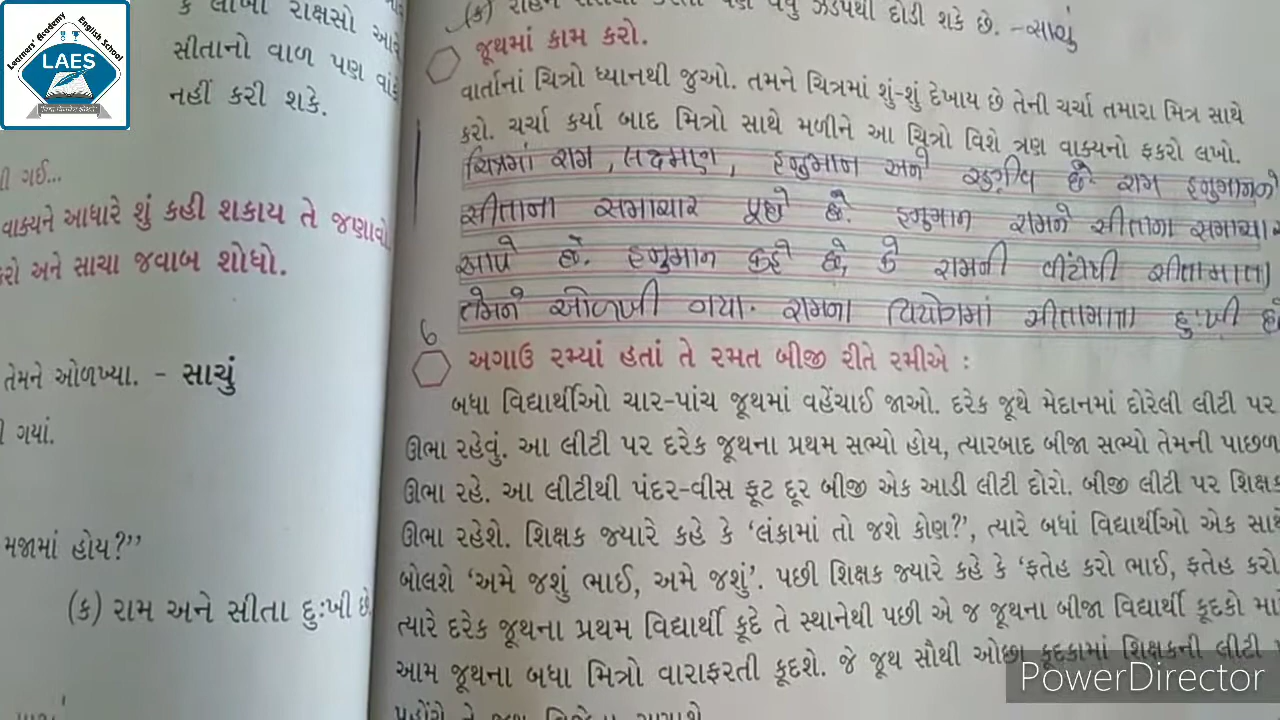 Learners' Academy English School
LAES
કે લાખો રાક્ષસો
સીતાનો વાળ પણ વાંકો
નહીં કરી શકે.
ગઈ...
વાક્યને આધારે શું કહી શકાય તે જણાવો
કરો અને સાચા જવાબ શોધો.
તેમને ઓળખ્યા. - સાચું
ગયાં.
મજામાં હોય?”
(ક) રામ અને સીતા દુઃખી છે
(ક) ઝડપથી દોડી શકે છે. -સાચું
જૂથમાં કામ કરો.
વાર્તાનાં ચિત્રો ધ્યાનથી જુઓ. તમને ચિત્રમાં શું-શું દેખાય છે તેની ચર્ચા તમારા મિત્ર સાથે
કરો. ચર્ચા કર્યા બાદ મિત્રો સાથે મળીને આ ચિત્રો વિશે ત્રણ વાક્યનો ફકરો લખો.
ચિત્રમાં રામ, લક્ષ્મણ, હનુમાન અને સુગ્રીવ છે. રામ હનુમાનને
સીતાના સમાચાર પૂછે છે. હનુમાન રામને સીતાના સમાચાર
આપે છે. હનુમાન કહે છે, કે રામની વીંટીથી સીતામાતા
તેમને ઓળખી ગયા. રામના વિયોગમાં સીતામાતા દુઃખી છે
6
અગાઉ રમ્યાં હતાં તે રમત બીજી રીતે રમીએ :
બધા વિદ્યાર્થીઓ ચાર-પાંચ જૂથમાં વહેંચાઈ જાઓ. દરેક જૂથે મેદાનમાં દોરેલી લીટી પર
ઊભા રહેવું. આ લીટી પર દરેક જૂથના પ્રથમ સભ્યો હોય, ત્યારબાદ બીજા સભ્યો તેમની પાછળ
ઊભા રહે. આ લીટીથી પંદર-વીસ ફૂટ દૂર બીજી એક આડી લીટી દોરો. બીજી લીટી પર શિક્ષક
ઊભા રહેશે. શિક્ષક જ્યારે કહે કે ‘લંકામાં તો જશે કોણ?’, ત્યારે બધાં વિદ્યાર્થીઓ એક સાથે
બોલશે ‘અમે જશું ભાઈ, અમે જશું’. પછી શિક્ષક જ્યારે કહે કે ‘ફતેહ કરો ભાઈ, ફતેહ કરો
ત્યારે દરેક જૂથના પ્રથમ વિદ્યાર્થી કૂદે તે સ્થાનેથી પછી એ જ જૂથના બીજા વિદ્યાર્થી કૂદકો મારે
આમ જૂથના બધા મિત્રો વારાફરતી કૂદશે. જે જૂથ સૌથી ઓછા કૂદકામાં શિક્ષકની લીટી
PowerDirector